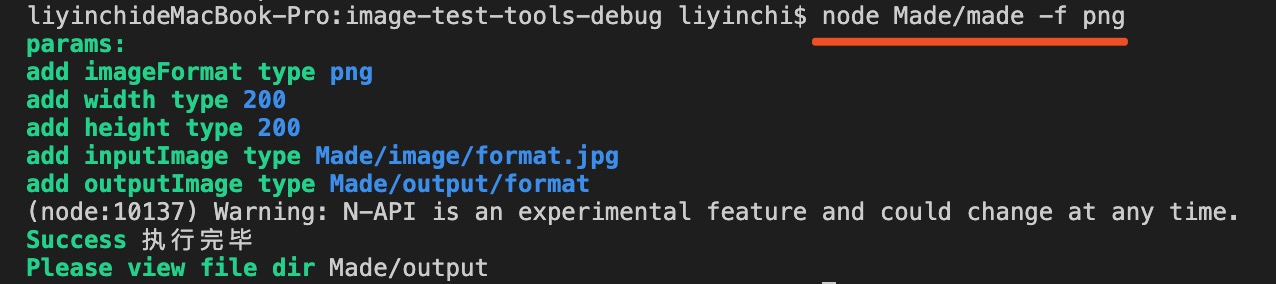 liyinchideMacBook-Pro:image-test-tools-debug liyinchi$ node Made/made -f png
params:
add imageFormat type png
add width type 200
add height type 200
add inputImage type Made/image/format.jpg
add outputImage type Made/output/format
(node:10137) Warning: N-API is an experimental feature and could change at any time.
Success 执行完毕
Please view file dir Made/output